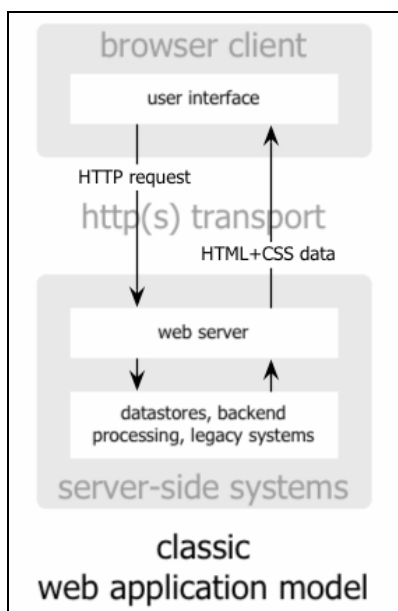 browser client
user interface
HTTP request
http(s) transport
HTML+CSS data
web server
datastores, backend
processing, legacy systems
server-side systems
classic
web application model